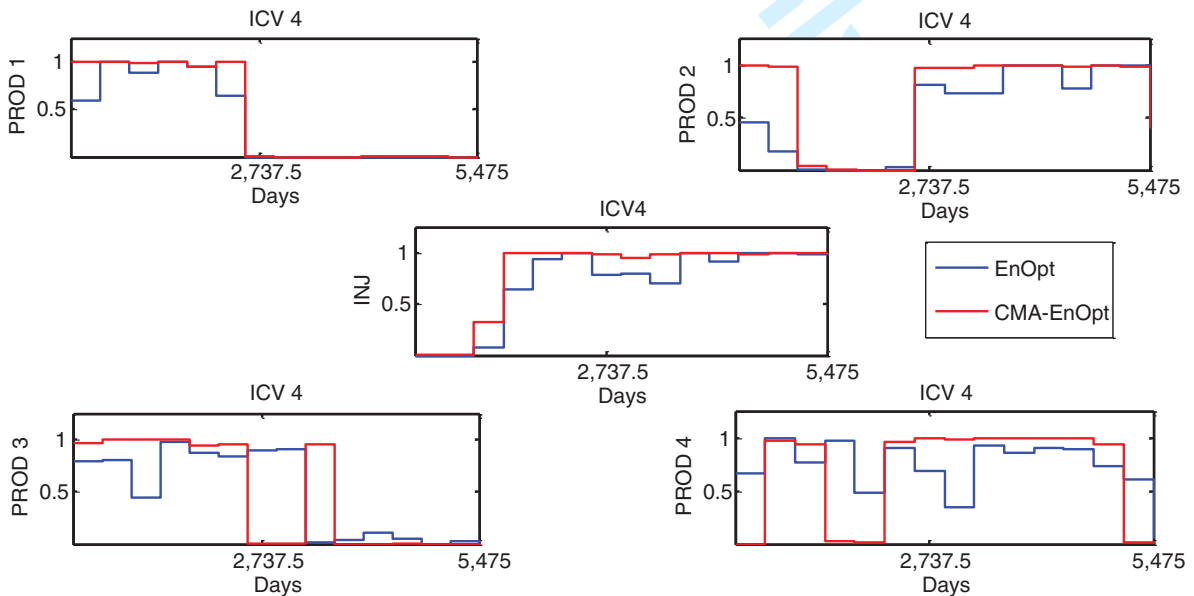 ICV 4
PROD 1
1
0.5
2,737.5
5,475
Days
ICV 4
PROD 2
1
0.5
2,737.5
5,475
Days
ICV4
INJ
1
0.5
2,737.5
5,475
Days
EnOpt
CMA-EnOpt
ICV 4
PROD 3
1
0.5
2,737.5
5,475
Days
ICV 4
PROD 4
1
0.5
2,737.5
5,475
Days